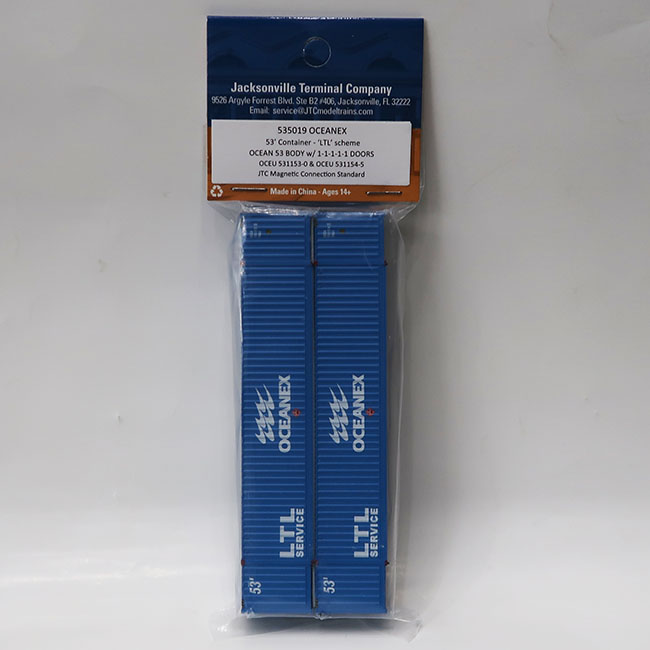 Jacksonville Terminal Company
9526 Argyle Forrest Blvd. Ste B2 #406, Jacksonville, FL 32222
Email: service@JTCmodeltrains.com
535019 OCEANEX
53' Container - 'LTL' scheme
OCEAN 53 BODY w/ 1-1-1-1-1 DOORS
OCEU 531153-0 & OCEU 531154-5
JTC Magnetic Connection Standard
Made in China - Ages 14+
OCEANEX
LTL
SERVICE
53'
OCEANEX
LTL
SERVICE
53'